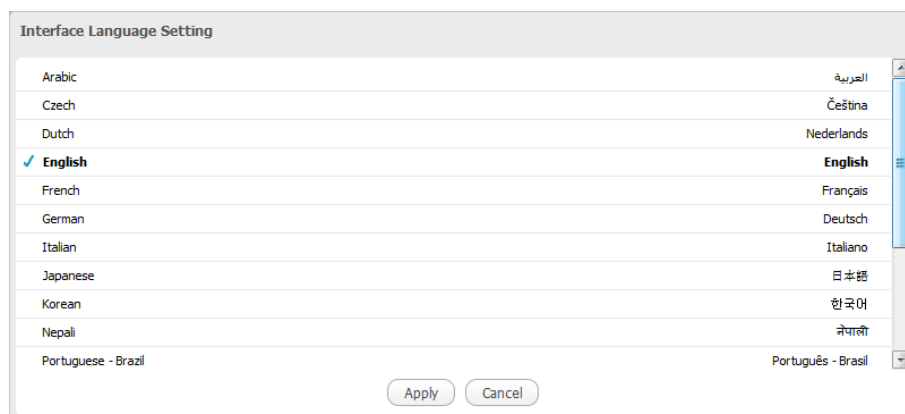 Interface Language Setting
Arabic العربية
Czech Čeština
Dutch Nederlands
English English
French Français
German Deutsch
Italian Italiano
Japanese 日本語
Korean 한국어
Nepali नेपाली
Portuguese - Brazil Português - Brasil
Apply Cancel